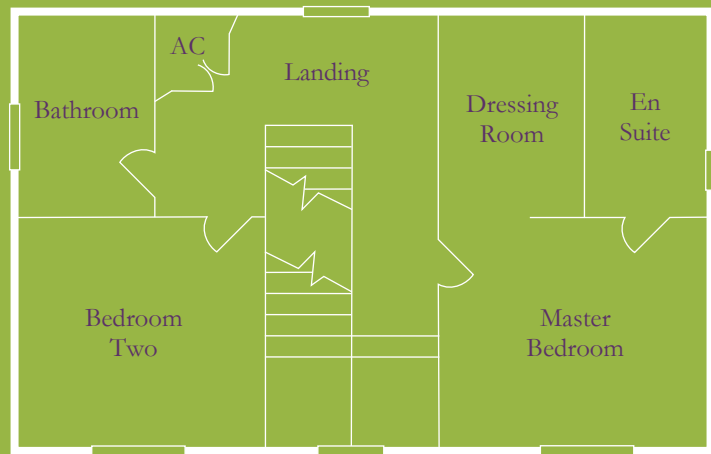 AC
Landing
Bathroom
Dressing
Room
En
Suite
Bedroom
Two
Master
Bedroom